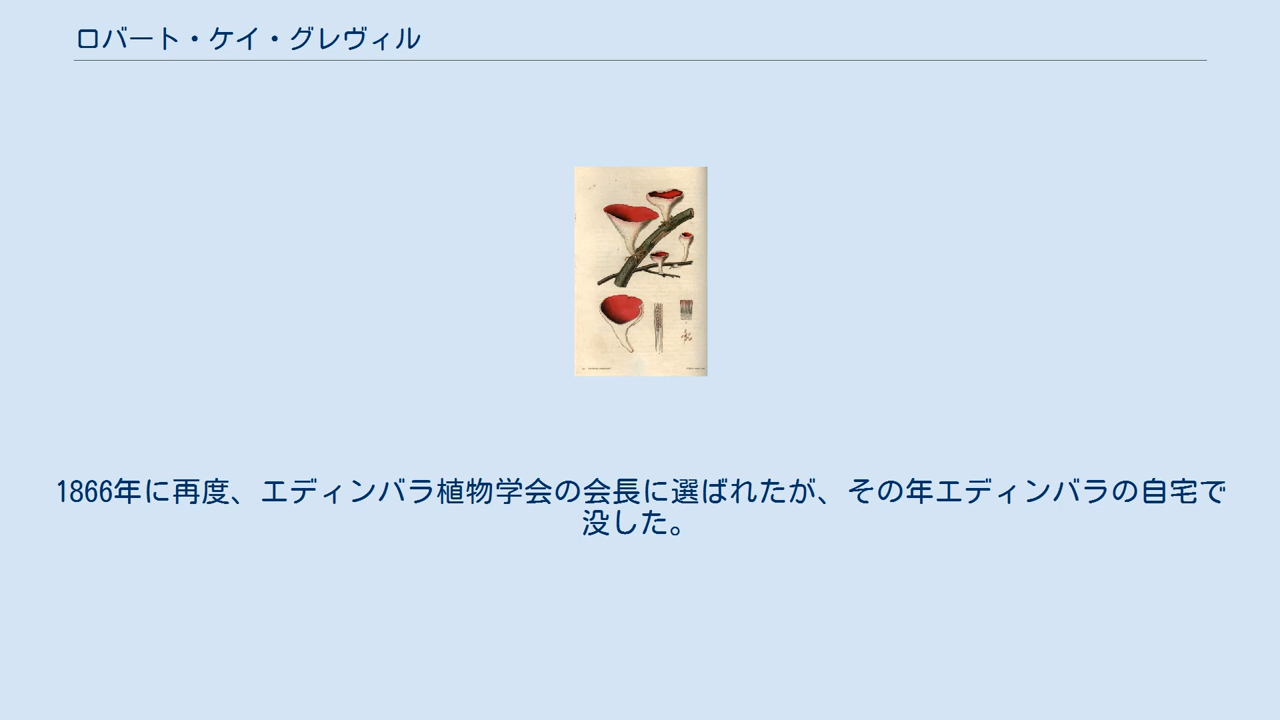 ロバート・ケイ・グレヴィル
1866年に再度、エディンバラ植物学会の会長に選ばれたが、その年エディンバラの自宅で
没した。